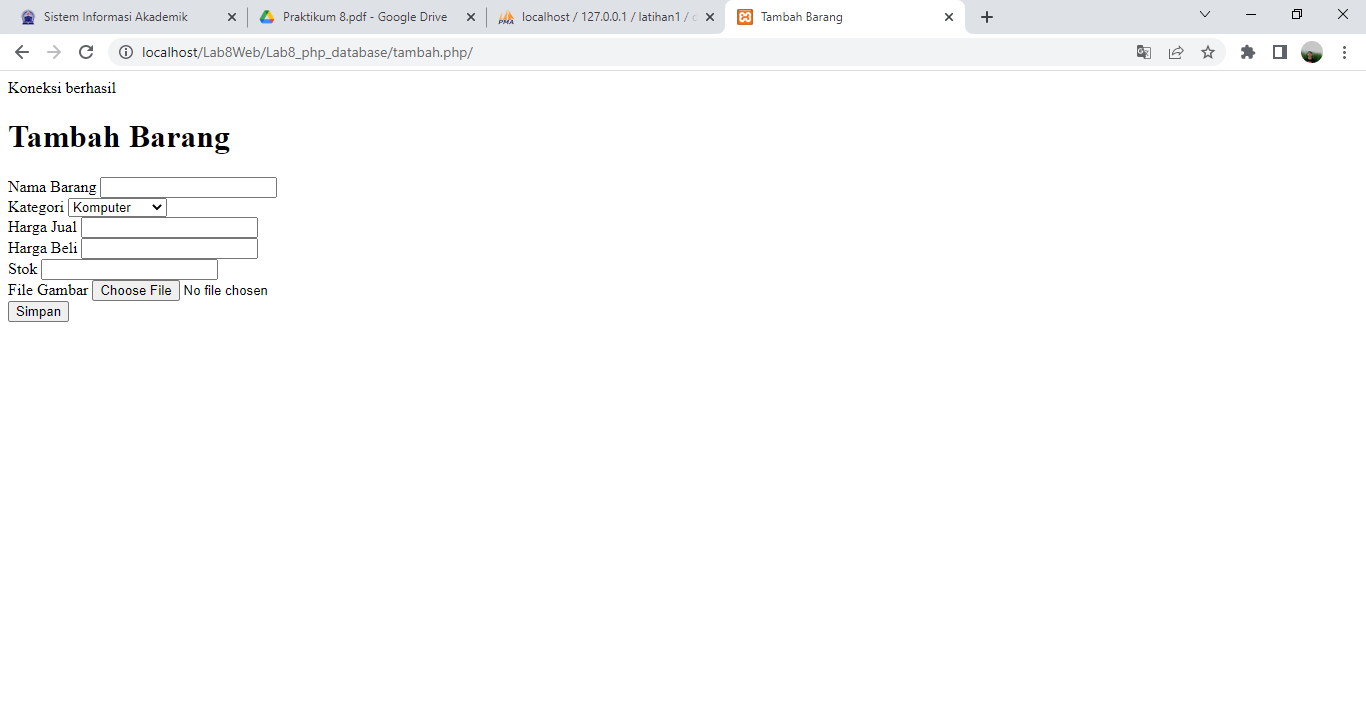 Sistem Informasi Akademik
Praktikum 8.pdf - Google Drive
PMA
localhost / 127.0.0.1 / latihan1 /
Tambah Barang
localhost/Lab8Web/Lab8_php_database/tambah.php/
Koneksi berhasil
Tambah Barang
Nama Barang
Kategori Komputer
Harga Jual
Harga Beli
Stok
File Gambar Choose File No file chosen
Simpan